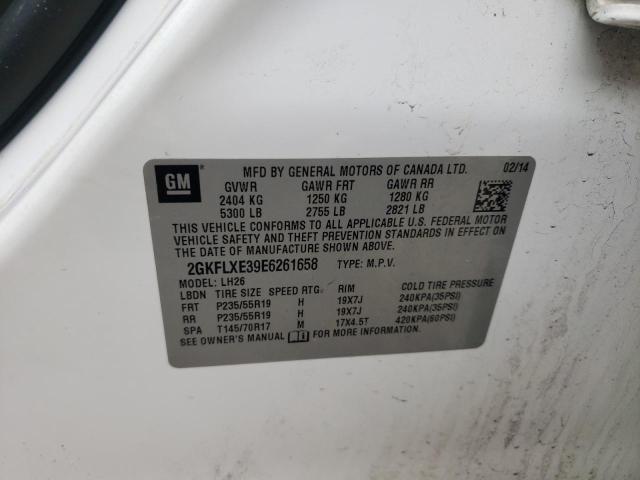 MFD BY GENERAL MOTORS OF CANADA LTD. 02/14
GM
GVWR GAWR FRT GAWR RR
2404 KG 1250 KG 1280 KG
5300 LB 2755 LB 2821 LB
THIS VEHICLE CONFORMS TO ALL APPLICABLE U.S. FEDERAL MOTOR
VEHICLE SAFETY AND THEFT PREVENTION STANDARDS IN EFFECT ON
THE DATE OF MANUFACTURE SHOWN ABOVE.
2GKFLXE39E6261658 TYPE: M.P.V.
MODEL: LH26
LBDN TIRE SIZE SPEED RTG RIM COLD TIRE PRESSURE
FRT P235/55R19 H 19X7J 240KPA(35PSI)
RR P235/55R19 H 19X7J 240KPA(35PSI)
SPA T145/70R17 M 17X4.5T 420KPA(60PSI)
SEE OWNER'S MANUAL FOR MORE INFORMATION.